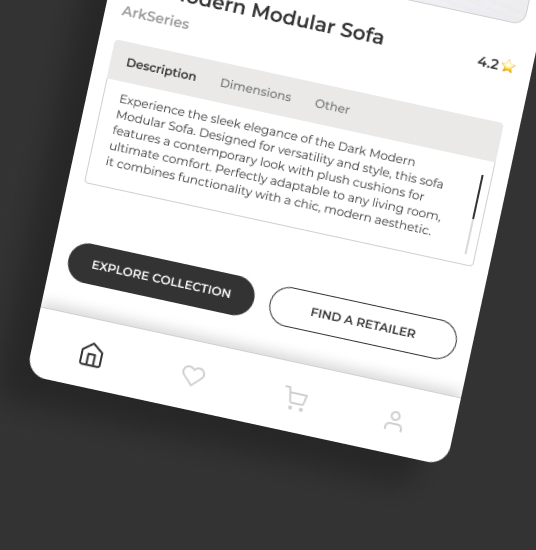 Modern Modular Sofa
ArkSeries
4.2
Description Dimensions Other
Experience the sleek elegance of the Dark Modern
Modular Sofa. Designed for versatility and style, this sofa
features a contemporary look with plush cushions for
ultimate comfort. Perfectly adaptable to any living room,
it combines functionality with a chic, modern aesthetic.
EXPLORE COLLECTION
FIND A RETAILER